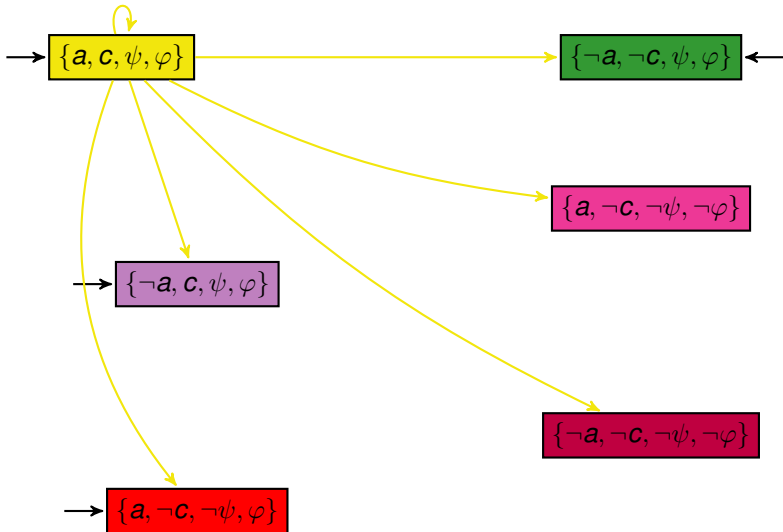 {a, c, ψ, φ}
{¬a, ¬c, ψ, φ}
{a, ¬c, ¬ψ, ¬φ}
{¬a, c, ψ, φ}
{¬a, ¬c, ¬ψ, ¬φ}
{a, ¬c, ¬ψ, φ}